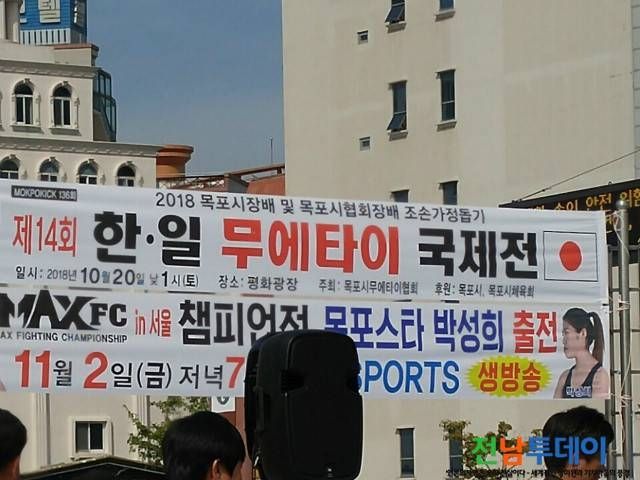 텔
MOKPOKICK 136회
2018 목포시장배 및 목포시협회장배 조손가정돕기
제14회 한·일 무에타이 국제전
일시: 2018년 10월 20일 낮 1시(토) 장소: 평화광장 주최: 목포시무에타이협회 후원: 목포시, 목포시체육회
MAX FC in 서울 챔피언전 목포스타 박성희 출전
MAX FIGHTING CHAMPIONSHIP
11월 2일(금) 저녁 7 SPORTS 생방송
박성희
전남투데이